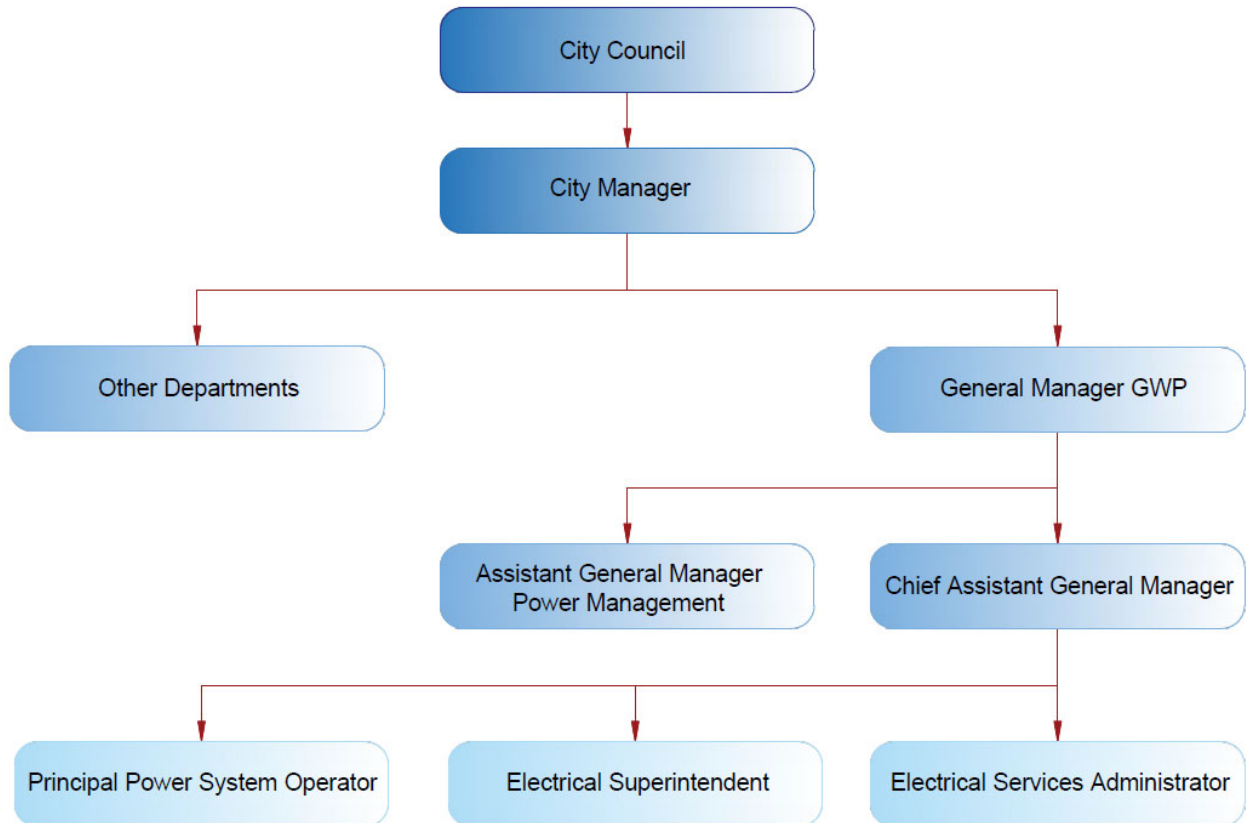 City Council
City Manager
Other Departments
General Manager GWP
Assistant General Manager
Power Management
Chief Assistant General Manager
Principal Power System Operator
Electrical Superintendent
Electrical Services Administrator